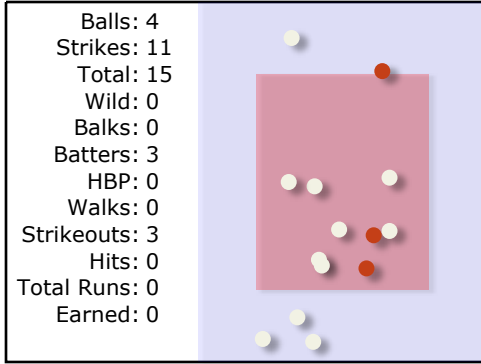 Balls: 4
Strikes: 11
Total: 15
Wild: 0
Balks: 0
Batters: 3
HBP: 0
Walks: 0
Strikeouts: 3
Hits: 0
Total Runs: 0
Earned: 0